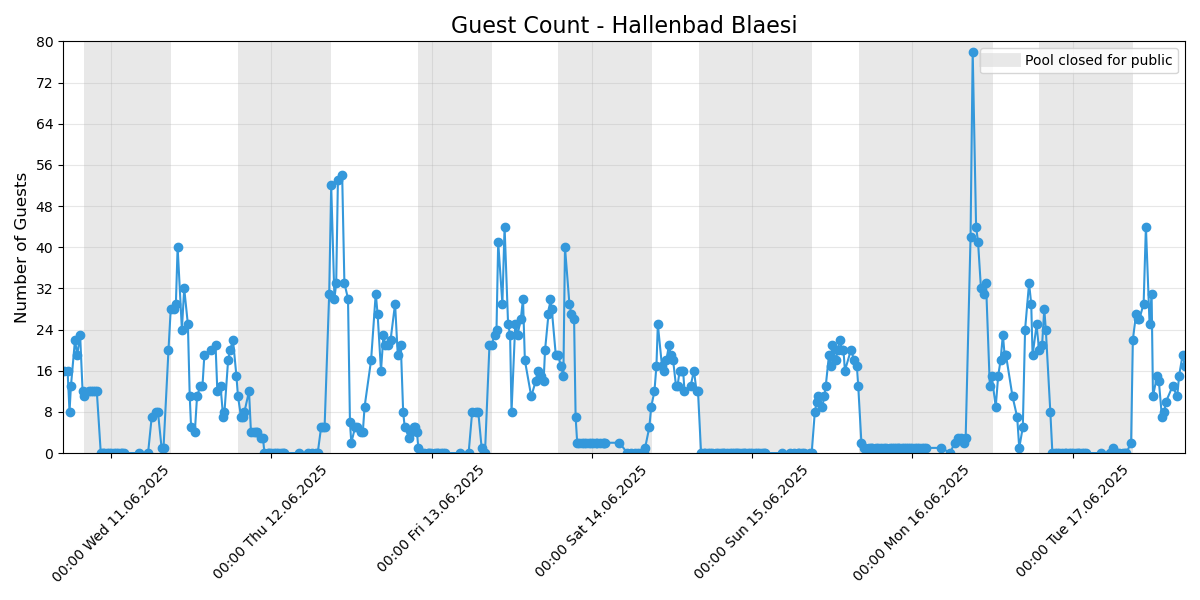 Guest Count - Hallenbad Blaesi
Pool closed for public
Number of Guests
80
72
64
56
48
40
32
24
16
8
0
00:00 Wed 11.06.2025
00:00 Thu 12.06.2025
00:00 Fri 13.06.2025
00:00 Sat 14.06.2025
00:00 Sun 15.06.2025
00:00 Mon 16.06.2025
00:00 Tue 17.06.2025